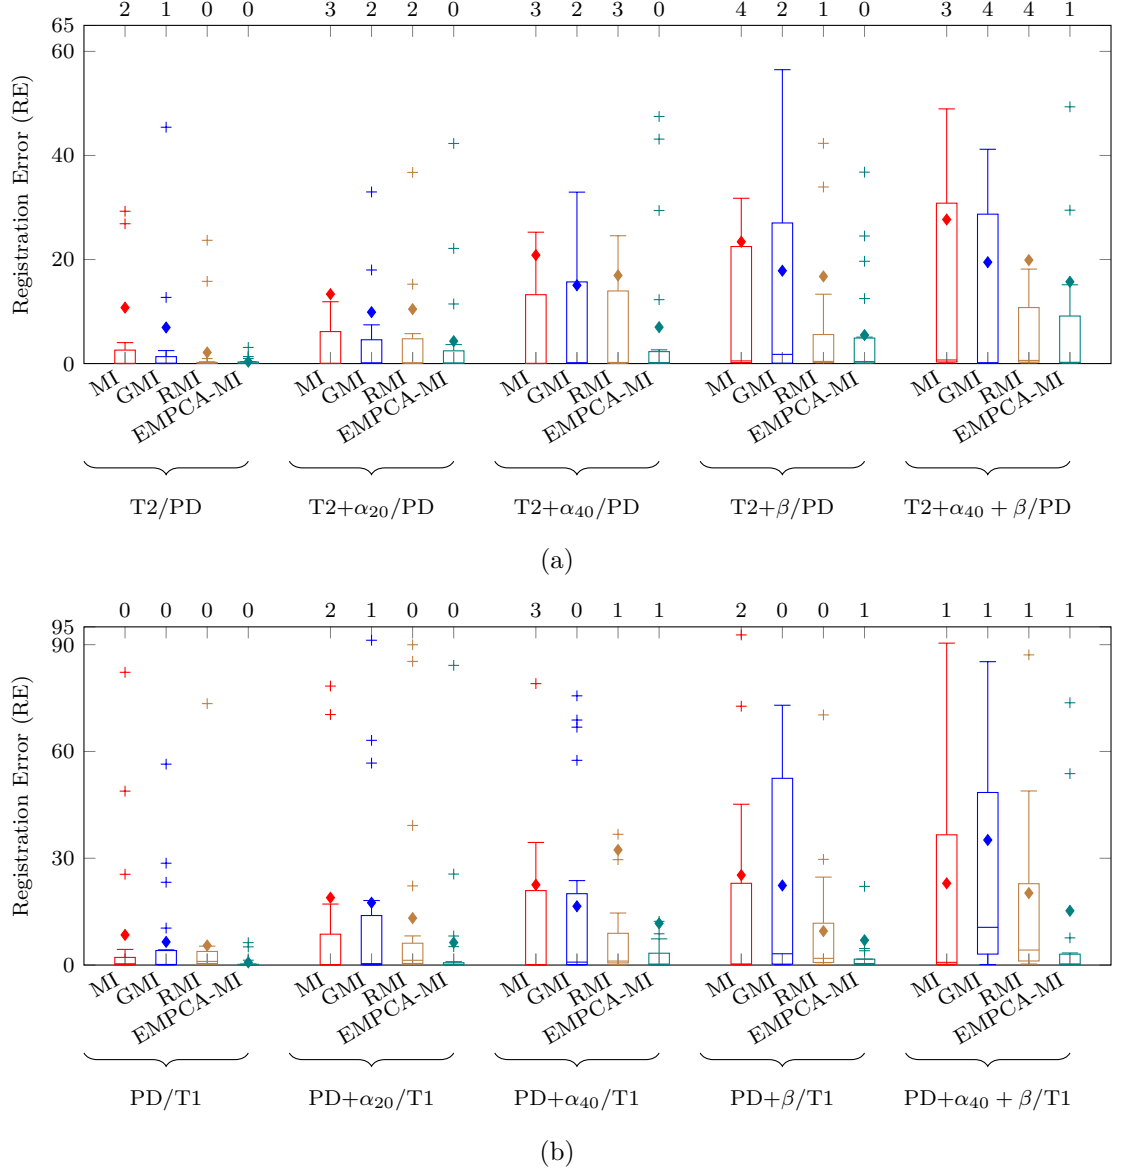 2 1 0 0 3 2 2 0 3 2 3 0 4 2 1 0 3 4 4 1
65
60
40
20
0
Registration Error (RE)
MI GMI RMI EMPCA-MI MI GMI RMI EMPCA-MI MI GMI RMI EMPCA-MI MI GMI RMI EMPCA-MI MI GMI RMI EMPCA-MI
T2/PD T2+α₂₀/PD T2+α₄₀/PD T2+β/PD T2+α₄₀ + β/PD
(a)
0 0 0 0 2 1 0 0 3 0 1 1 2 0 0 1 1 1 1 1
95
90
60
30
0
Registration Error (RE)
MI GMI RMI EMPCA-MI MI GMI RMI EMPCA-MI MI GMI RMI EMPCA-MI MI GMI RMI EMPCA-MI MI GMI RMI EMPCA-MI
PD/T1 PD+α₂₀/T1 PD+α₄₀/T1 PD+β/T1 PD+α₄₀ + β/T1
(b)